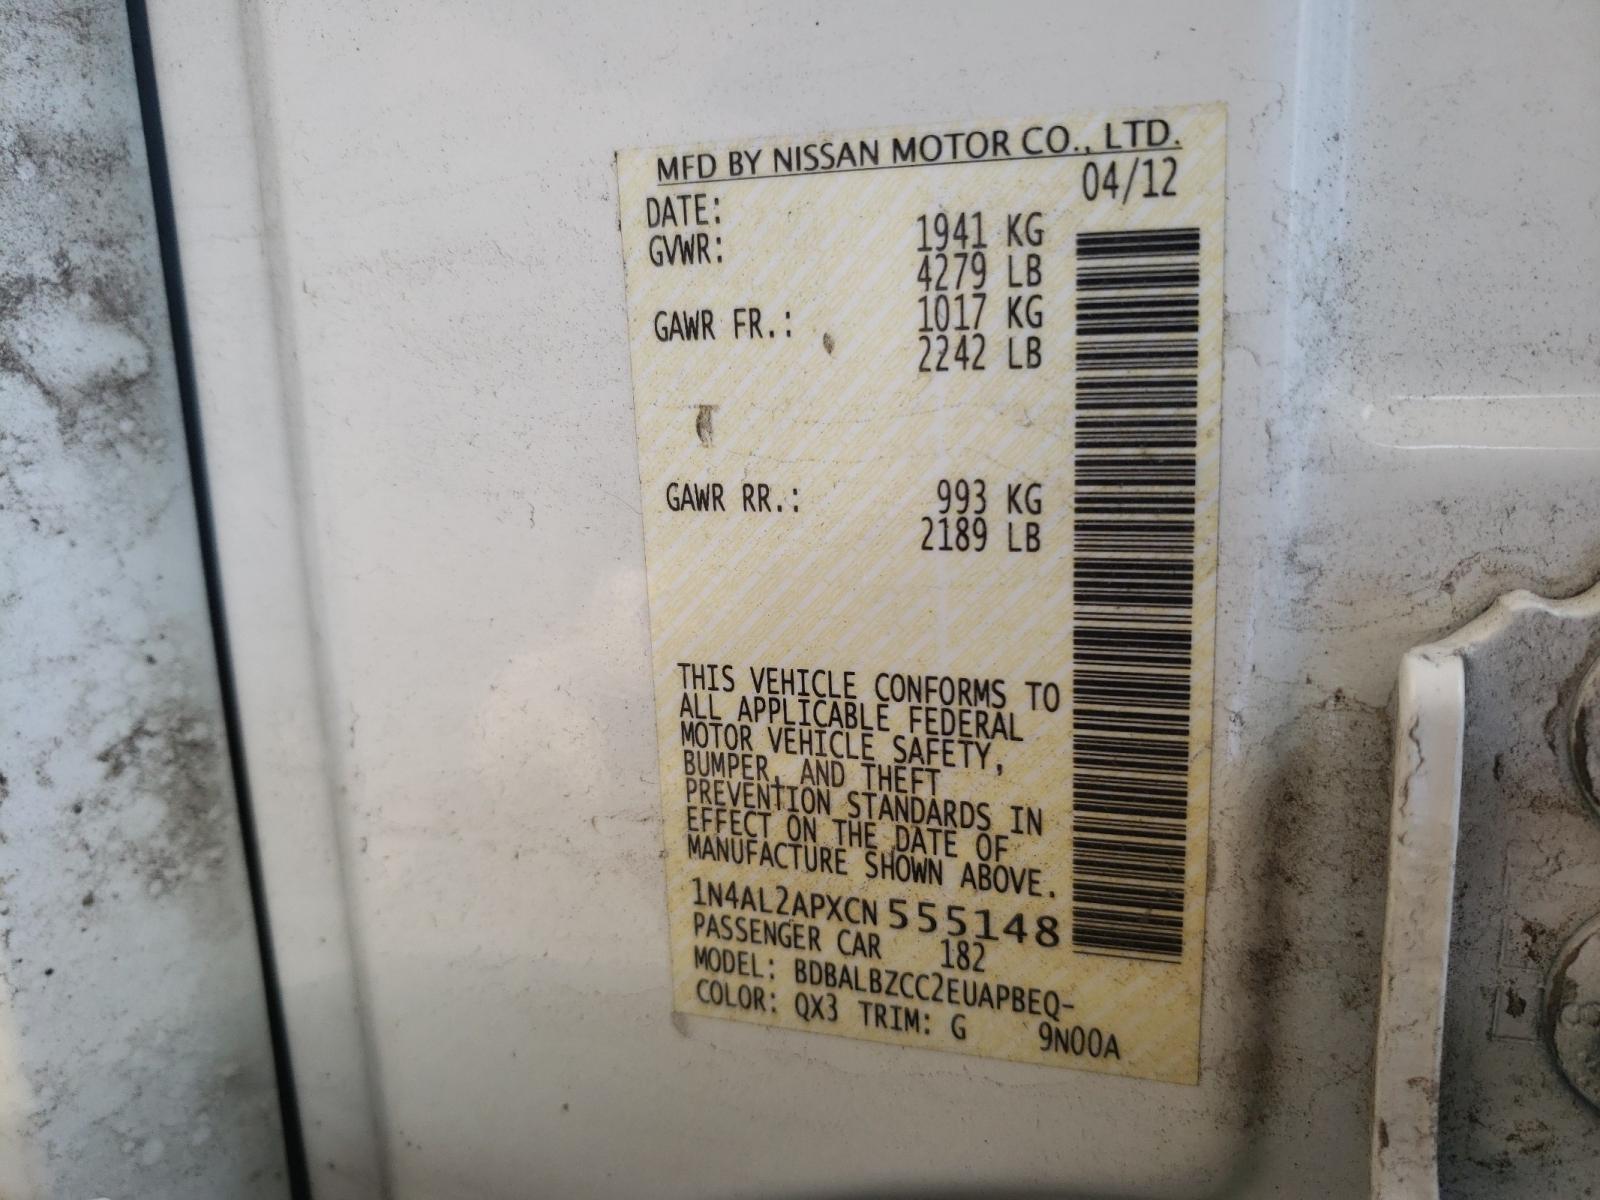 MFD BY NISSAN MOTOR CO., LTD.
DATE: 04/12
GVWR: 1941 KG
4279 LB
GAWR FR.: 1017 KG
2242 LB
GAWR RR.: 993 KG
2189 LB
THIS VEHICLE CONFORMS TO
ALL APPLICABLE FEDERAL
MOTOR VEHICLE SAFETY,
BUMPER, AND THEFT
PREVENTION STANDARDS IN
EFFECT ON THE DATE OF
MANUFACTURE SHOWN ABOVE.
1N4AL2APXCN555148
PASSENGER CAR 182
MODEL: BDBALBZCC2EUAPBEQ-
COLOR: QX3 TRIM: G 9N00A